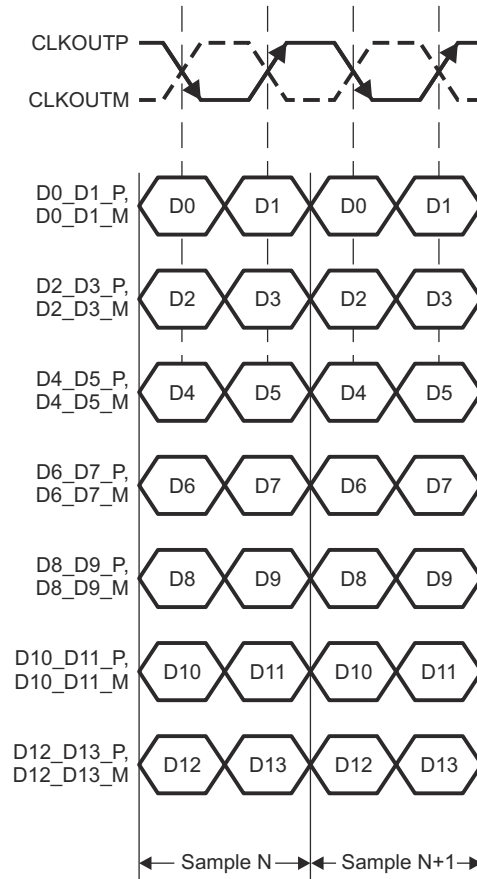 CLKOUTP
CLKOUTM
D0_D1_P,
D0_D1_M
D0 D1 D0 D1
D2_D3_P,
D2_D3_M
D2 D3 D2 D3
D4_D5_P,
D4_D5_M
D4 D5 D4 D5
D6_D7_P,
D6_D7_M
D6 D7 D6 D7
D8_D9_P,
D8_D9_M
D8 D9 D8 D9
D10_D11_P,
D10_D11_M
D10 D11 D10 D11
D12_D13_P,
D12_D13_M
D12 D13 D12 D13
Sample N Sample N+1